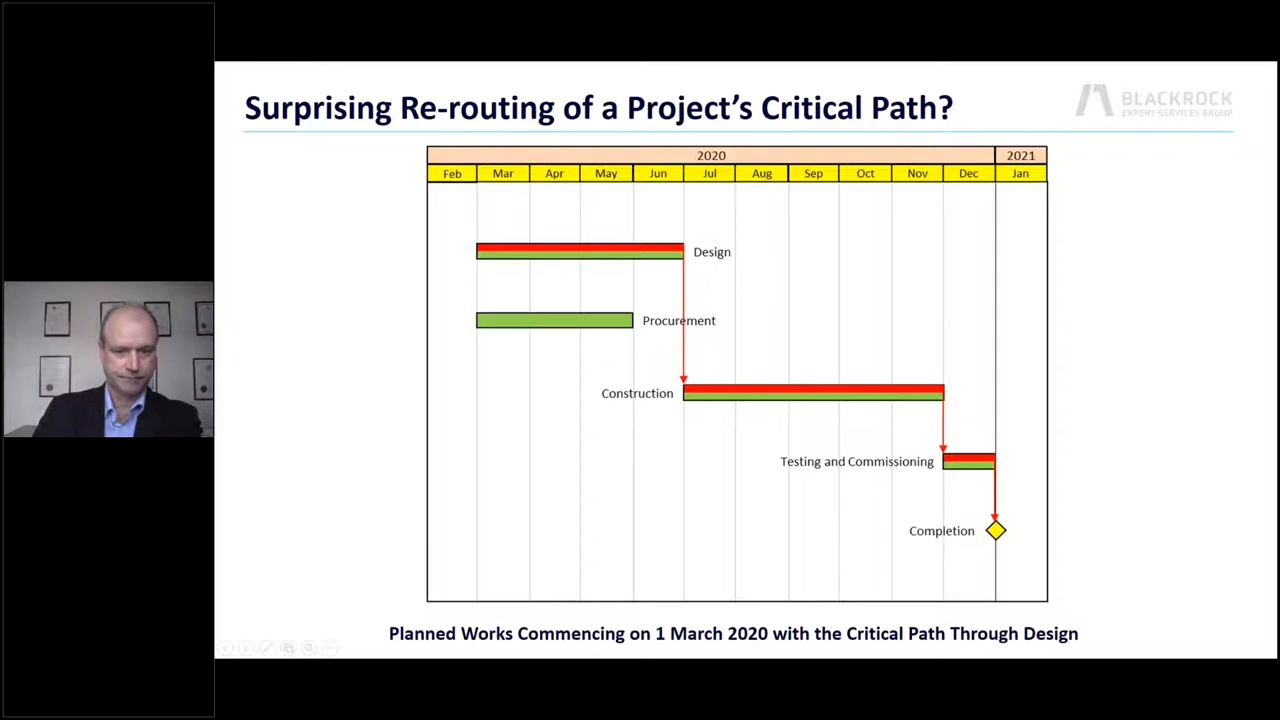 Surprising Re-routing of a Project's Critical Path?
BLACKROCK
EXPERT SERVICES GROUP
2020 2021
Feb Mar Apr May Jun Jul Aug Sep Oct Nov Dec Jan
Design
Procurement
Construction
Testing and Commissioning
Completion
Planned Works Commencing on 1 March 2020 with the Critical Path Through Design